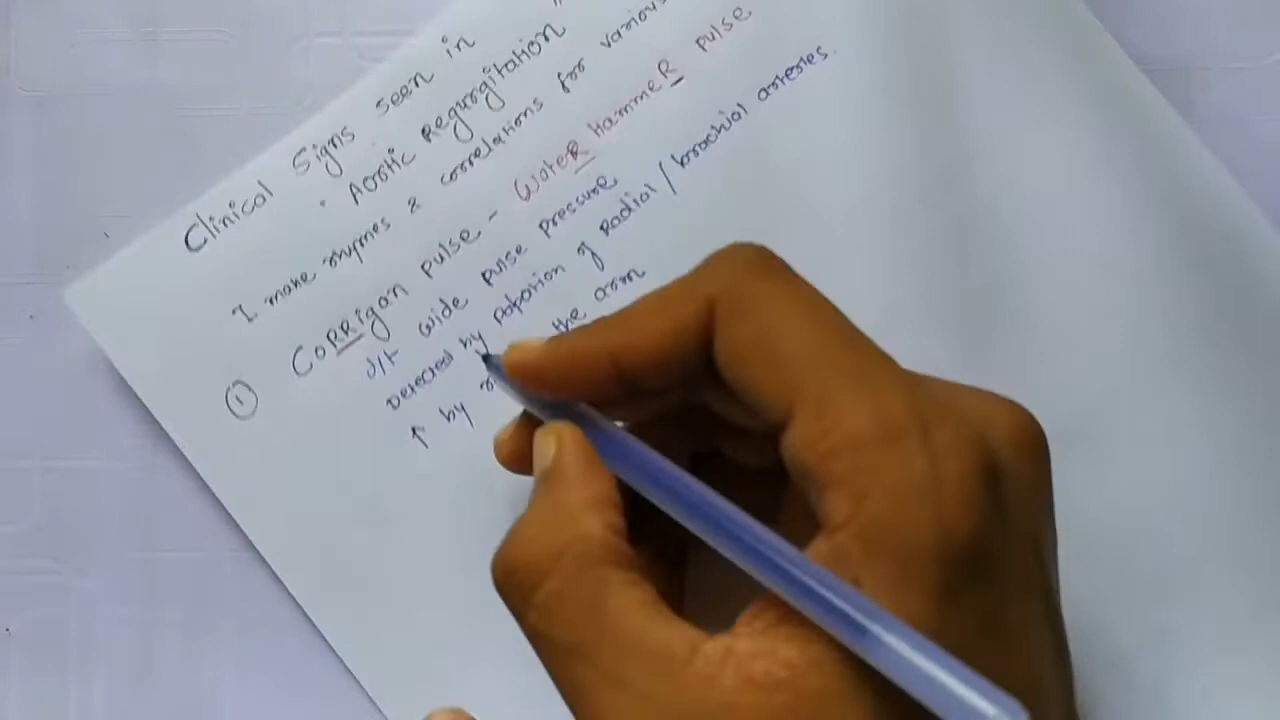 Clinical Signs seen in
• Aortic Regurgitation"
I make rhymes & correlations for various
① CoRRigan pulse - WateR HammeR pulse
d/t wide pulse pressure
Detected by Palpation of Radial / brachial arteries.
↑ by the arm